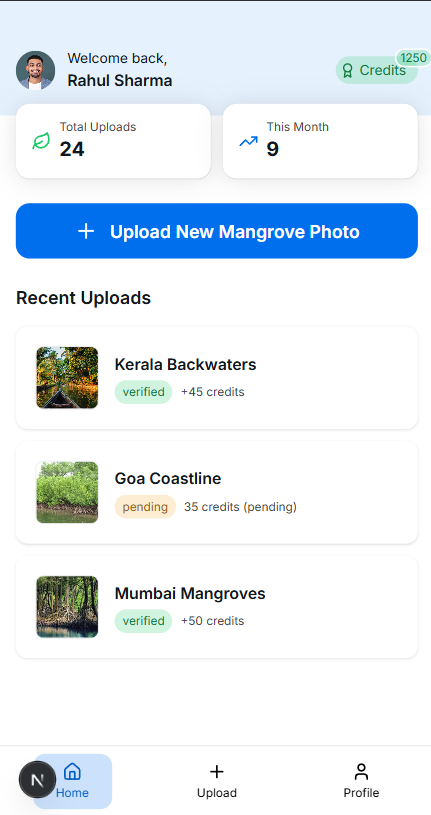 Welcome back,
Rahul Sharma
1250
Credits
Total Uploads
24
This Month
9
Upload New Mangrove Photo
Recent Uploads
Kerala Backwaters
verified +45 credits
Goa Coastline
pending 35 credits (pending)
Mumbai Mangroves
verified +50 credits
N
Home
Upload
Profile